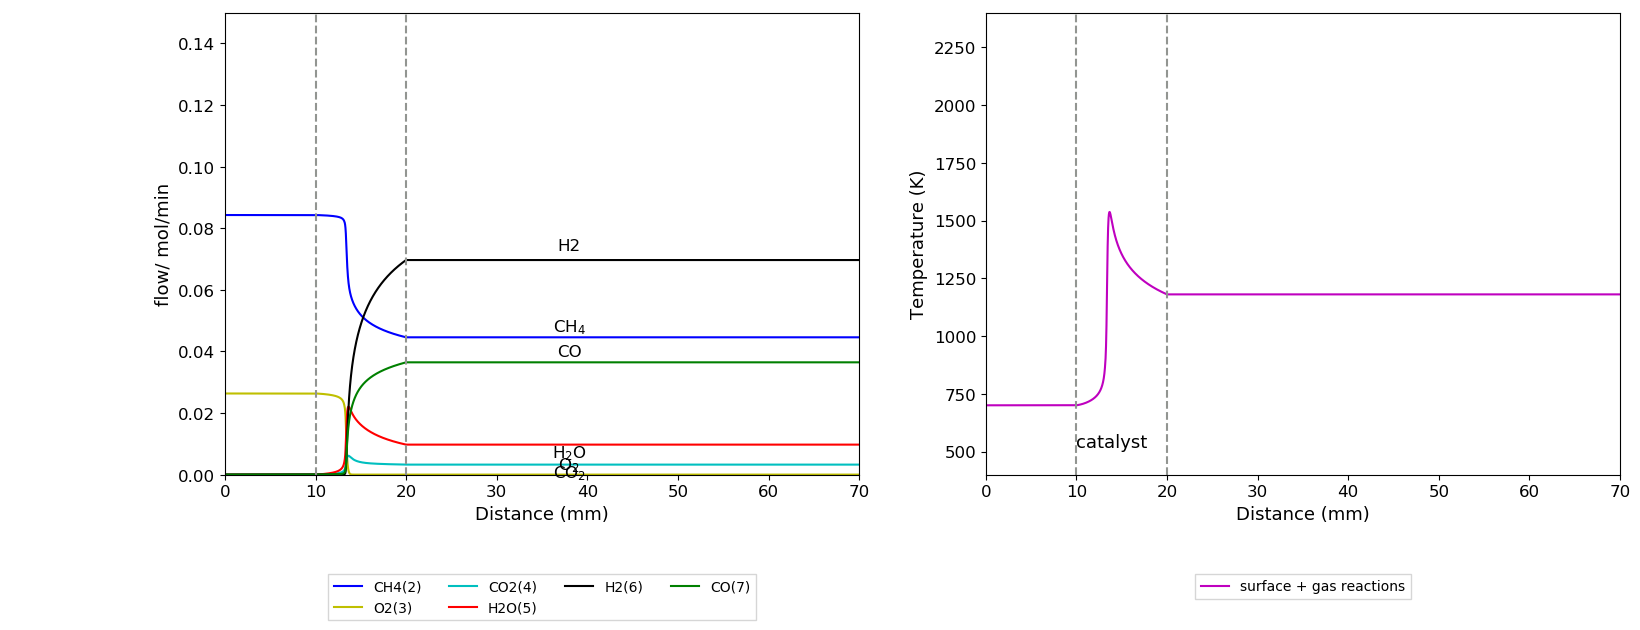 0.14
0.12
0.10
0.08
0.06
0.04
0.02
0.00
flow/ mol/min
H2
CH₄
CO
H₂O
O₂
CO₂
0 10 20 30 40 50 60 70
Distance (mm)
CH4(2) CO2(4) H2(6) CO(7)
O2(3) H2O(5)
2250
2000
1750
1500
1250
1000
750
500
Temperature (K)
catalyst
0 10 20 30 40 50 60 70
Distance (mm)
surface + gas reactions